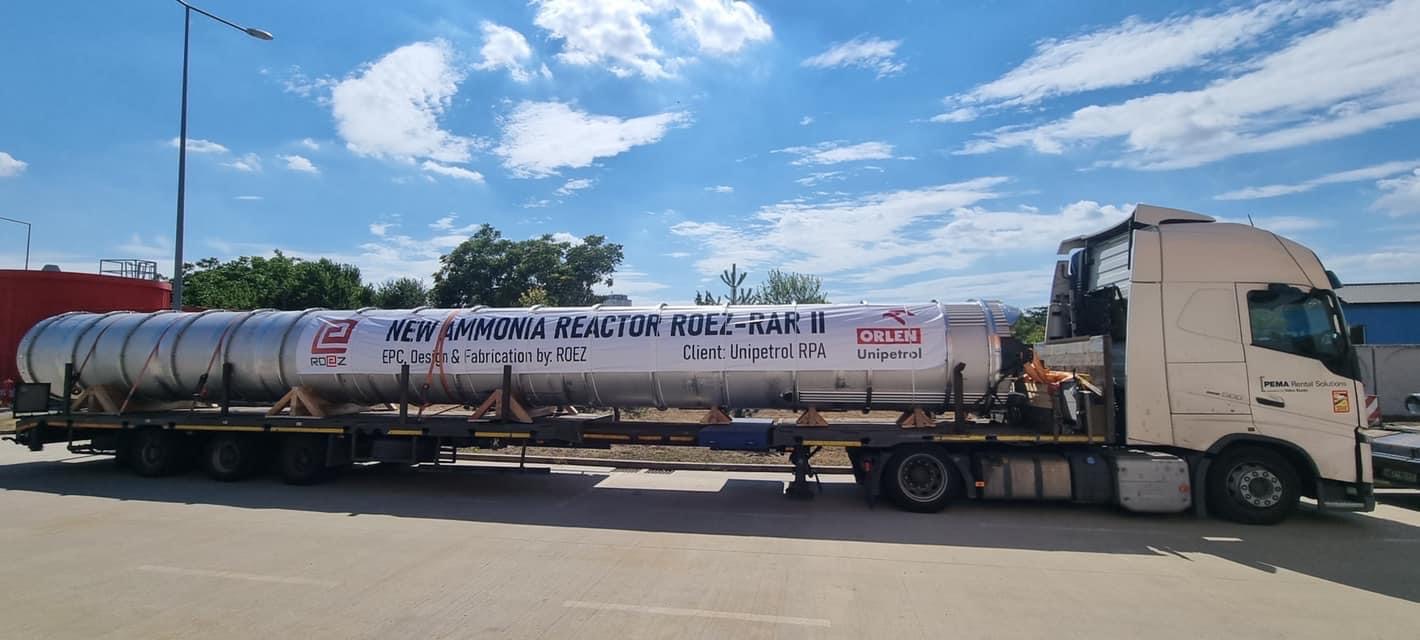 NEW AMMONIA REACTOR ROEZ-RAR II
EPC, Design & Fabrication by: ROEZ
Client: Unipetrol RPA
ROEZ
ORLEN
Unipetrol
PEMA Rental Solutions